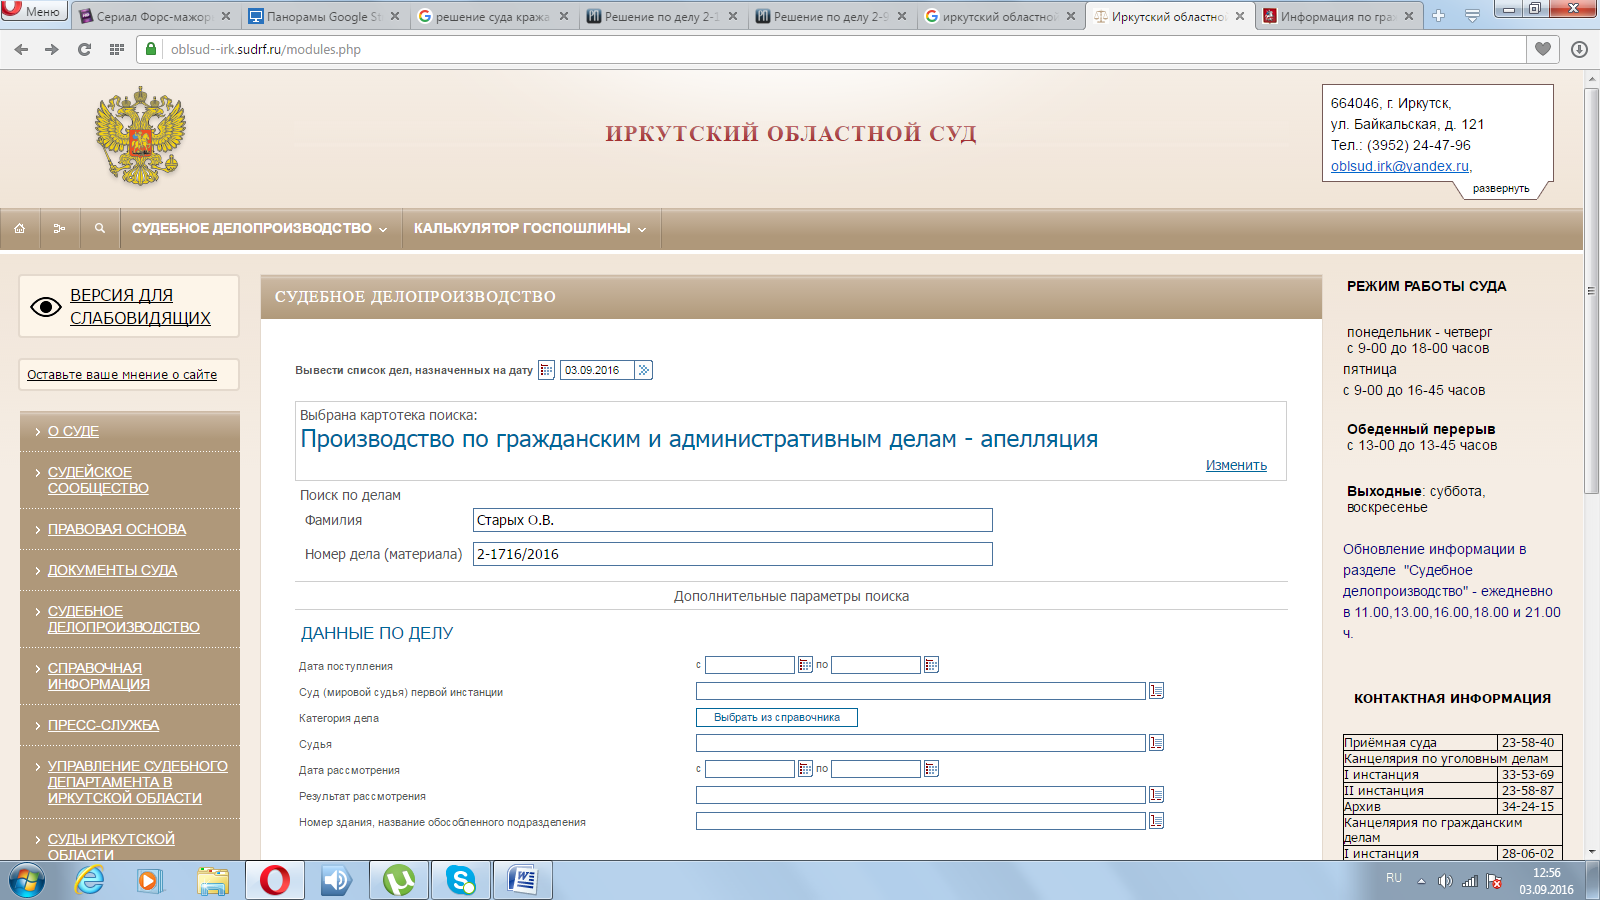 Меню
Сериал Форс-мажор
Панорамы Google St
решение суда кража
Решение по делу 2-1
Решение по делу 2-9
иркутский областной
Иркутский областной
Информация по гра
oblsud--irk.sudrf.ru/modules.php
664046, г. Иркутск,
ул. Байкальская, д. 121
Тел.: (3952) 24-47-96
oblsud.irk@yandex.ru,
развернуть
ИРКУТСКИЙ ОБЛАСТНОЙ СУД
СУДЕБНОЕ ДЕЛОПРОИЗВОДСТВО
КАЛЬКУЛЯТОР ГОСПОШЛИНЫ
ВЕРСИЯ ДЛЯ
СЛАБОВИДЯЩИХ
Оставьте ваше мнение о сайте
О СУДЕ
СУДЕЙСКОЕ
СООБЩЕСТВО
ПРАВОВАЯ ОСНОВА
ДОКУМЕНТЫ СУДА
СУДЕБНОЕ
ДЕЛОПРОИЗВОДСТВО
СПРАВОЧНАЯ
ИНФОРМАЦИЯ
ПРЕСС-СЛУЖБА
УПРАВЛЕНИЕ СУДЕБНОГО
ДЕПАРТАМЕНТА В
ИРКУТСКОЙ ОБЛАСТИ
СУДЫ ИРКУТСКОЙ
ОБЛАСТИ
СУДЕБНОЕ ДЕЛОПРОИЗВОДСТВО
Вывести список дел, назначенных на дату 03.09.2016
Выбрана картотека поиска:
Производство по гражданским и административным делам - апелляция
Изменить
Поиск по делам
Фамилия Старых О.В.
Номер дела (материала) 2-1716/2016
Дополнительные параметры поиска
ДАННЫЕ ПО ДЕЛУ
Дата поступления с по
Суд (мировой судья) первой инстанции
Категория дела Выбрать из справочника
Судья
Дата рассмотрения с по
Результат рассмотрения
Номер здания, название обособленного подразделения
РЕЖИМ РАБОТЫ СУДА
понедельник - четверг
с 9-00 до 18-00 часов
пятница
с 9-00 до 16-45 часов
Обеденный перерыв
с 13-00 до 13-45 часов
Выходные: суббота,
воскресенье
Обновление информации в
разделе "Судебное
делопроизводство" - ежедневно
в 11.00,13.00,16.00,18.00 и 21.00
ч.
КОНТАКТНАЯ ИНФОРМАЦИЯ
Приёмная суда 23-58-40
Канцелярия по уголовным делам
I инстанция 33-53-69
II инстанция 23-58-87
Архив 34-24-15
Канцелярия по гражданским
делам
I инстанция 28-06-02
RU
12:56
03.09.2016